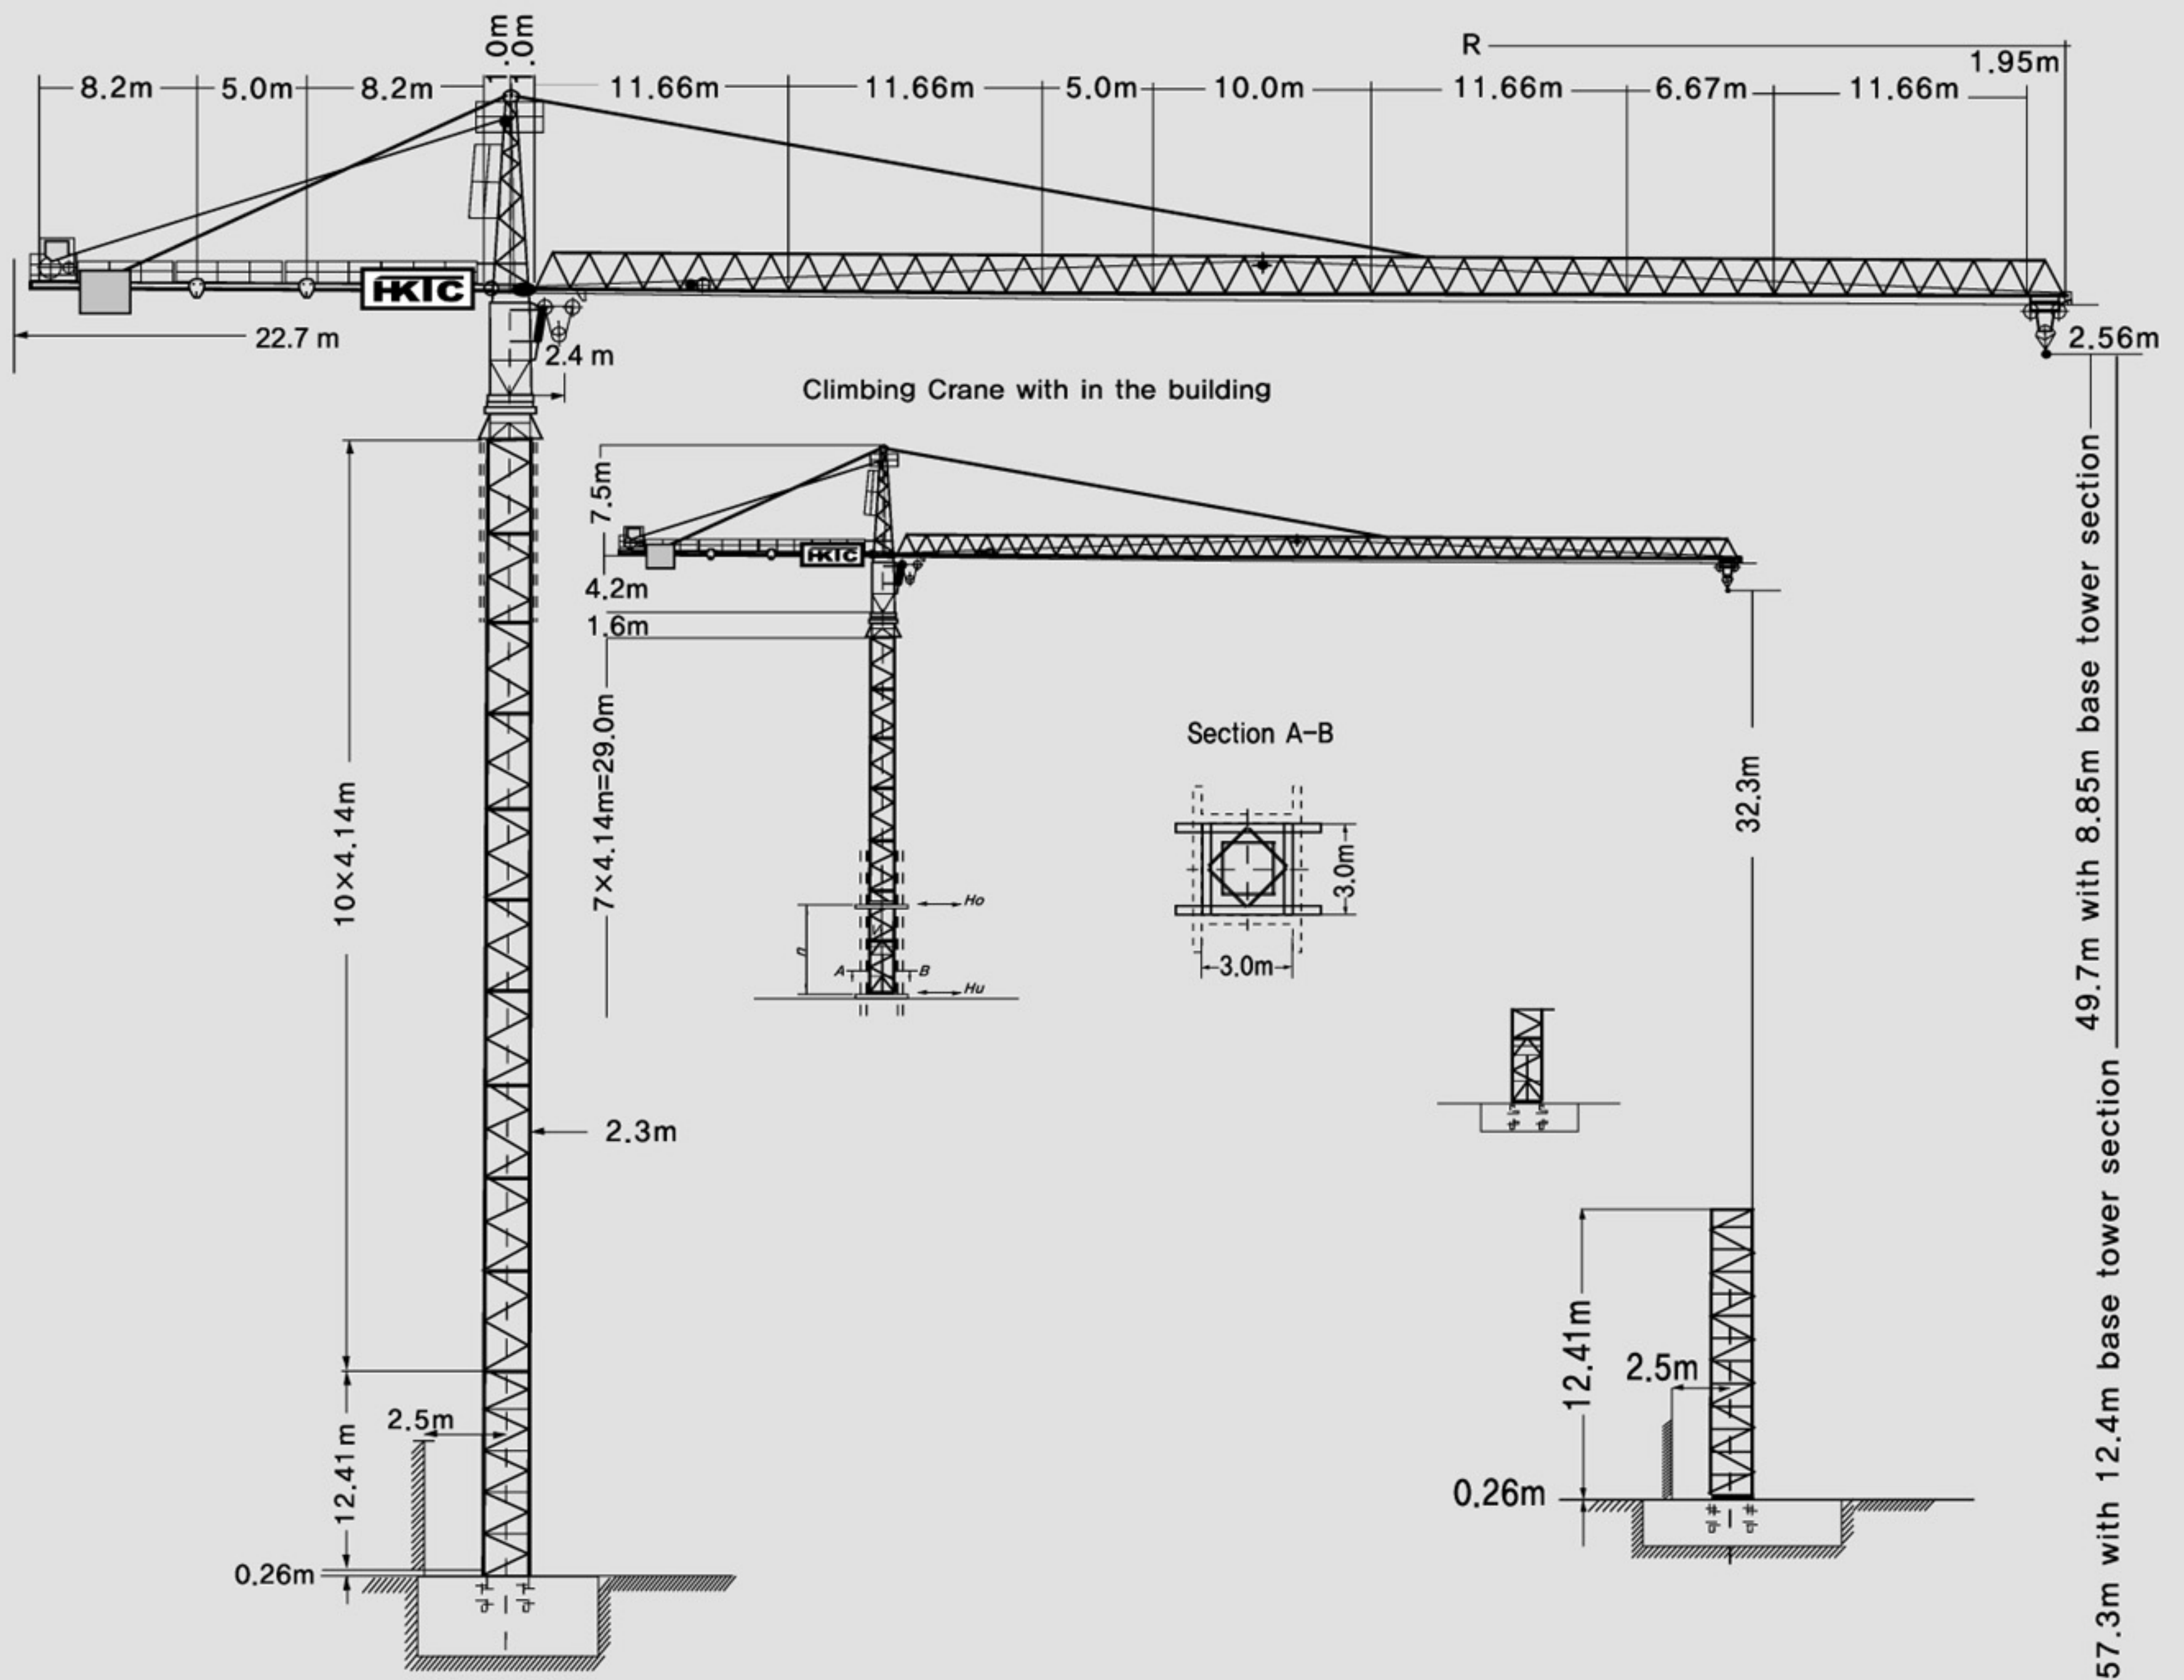 .0m
.0m
R
1.95m
8.2m
5.0m
8.2m
11.66m
11.66m
5.0m
10.0m
11.66m
6.67m
11.66m
HKTC
22.7 m
2.4 m
2.56m
Climbing Crane with in the building
7.5m
HKTC
4.2m
1.6m
10×4.14m
7×4.14m=29.0m
Section A-B
3.0m
3.0m
Ho
A
B
Hu
32.3m
49.7m with 8.85m base tower section
2.3m
12.41m
2.5m
0.26m
12.41m
2.5m
0.26m
57.3m with 12.4m base tower section